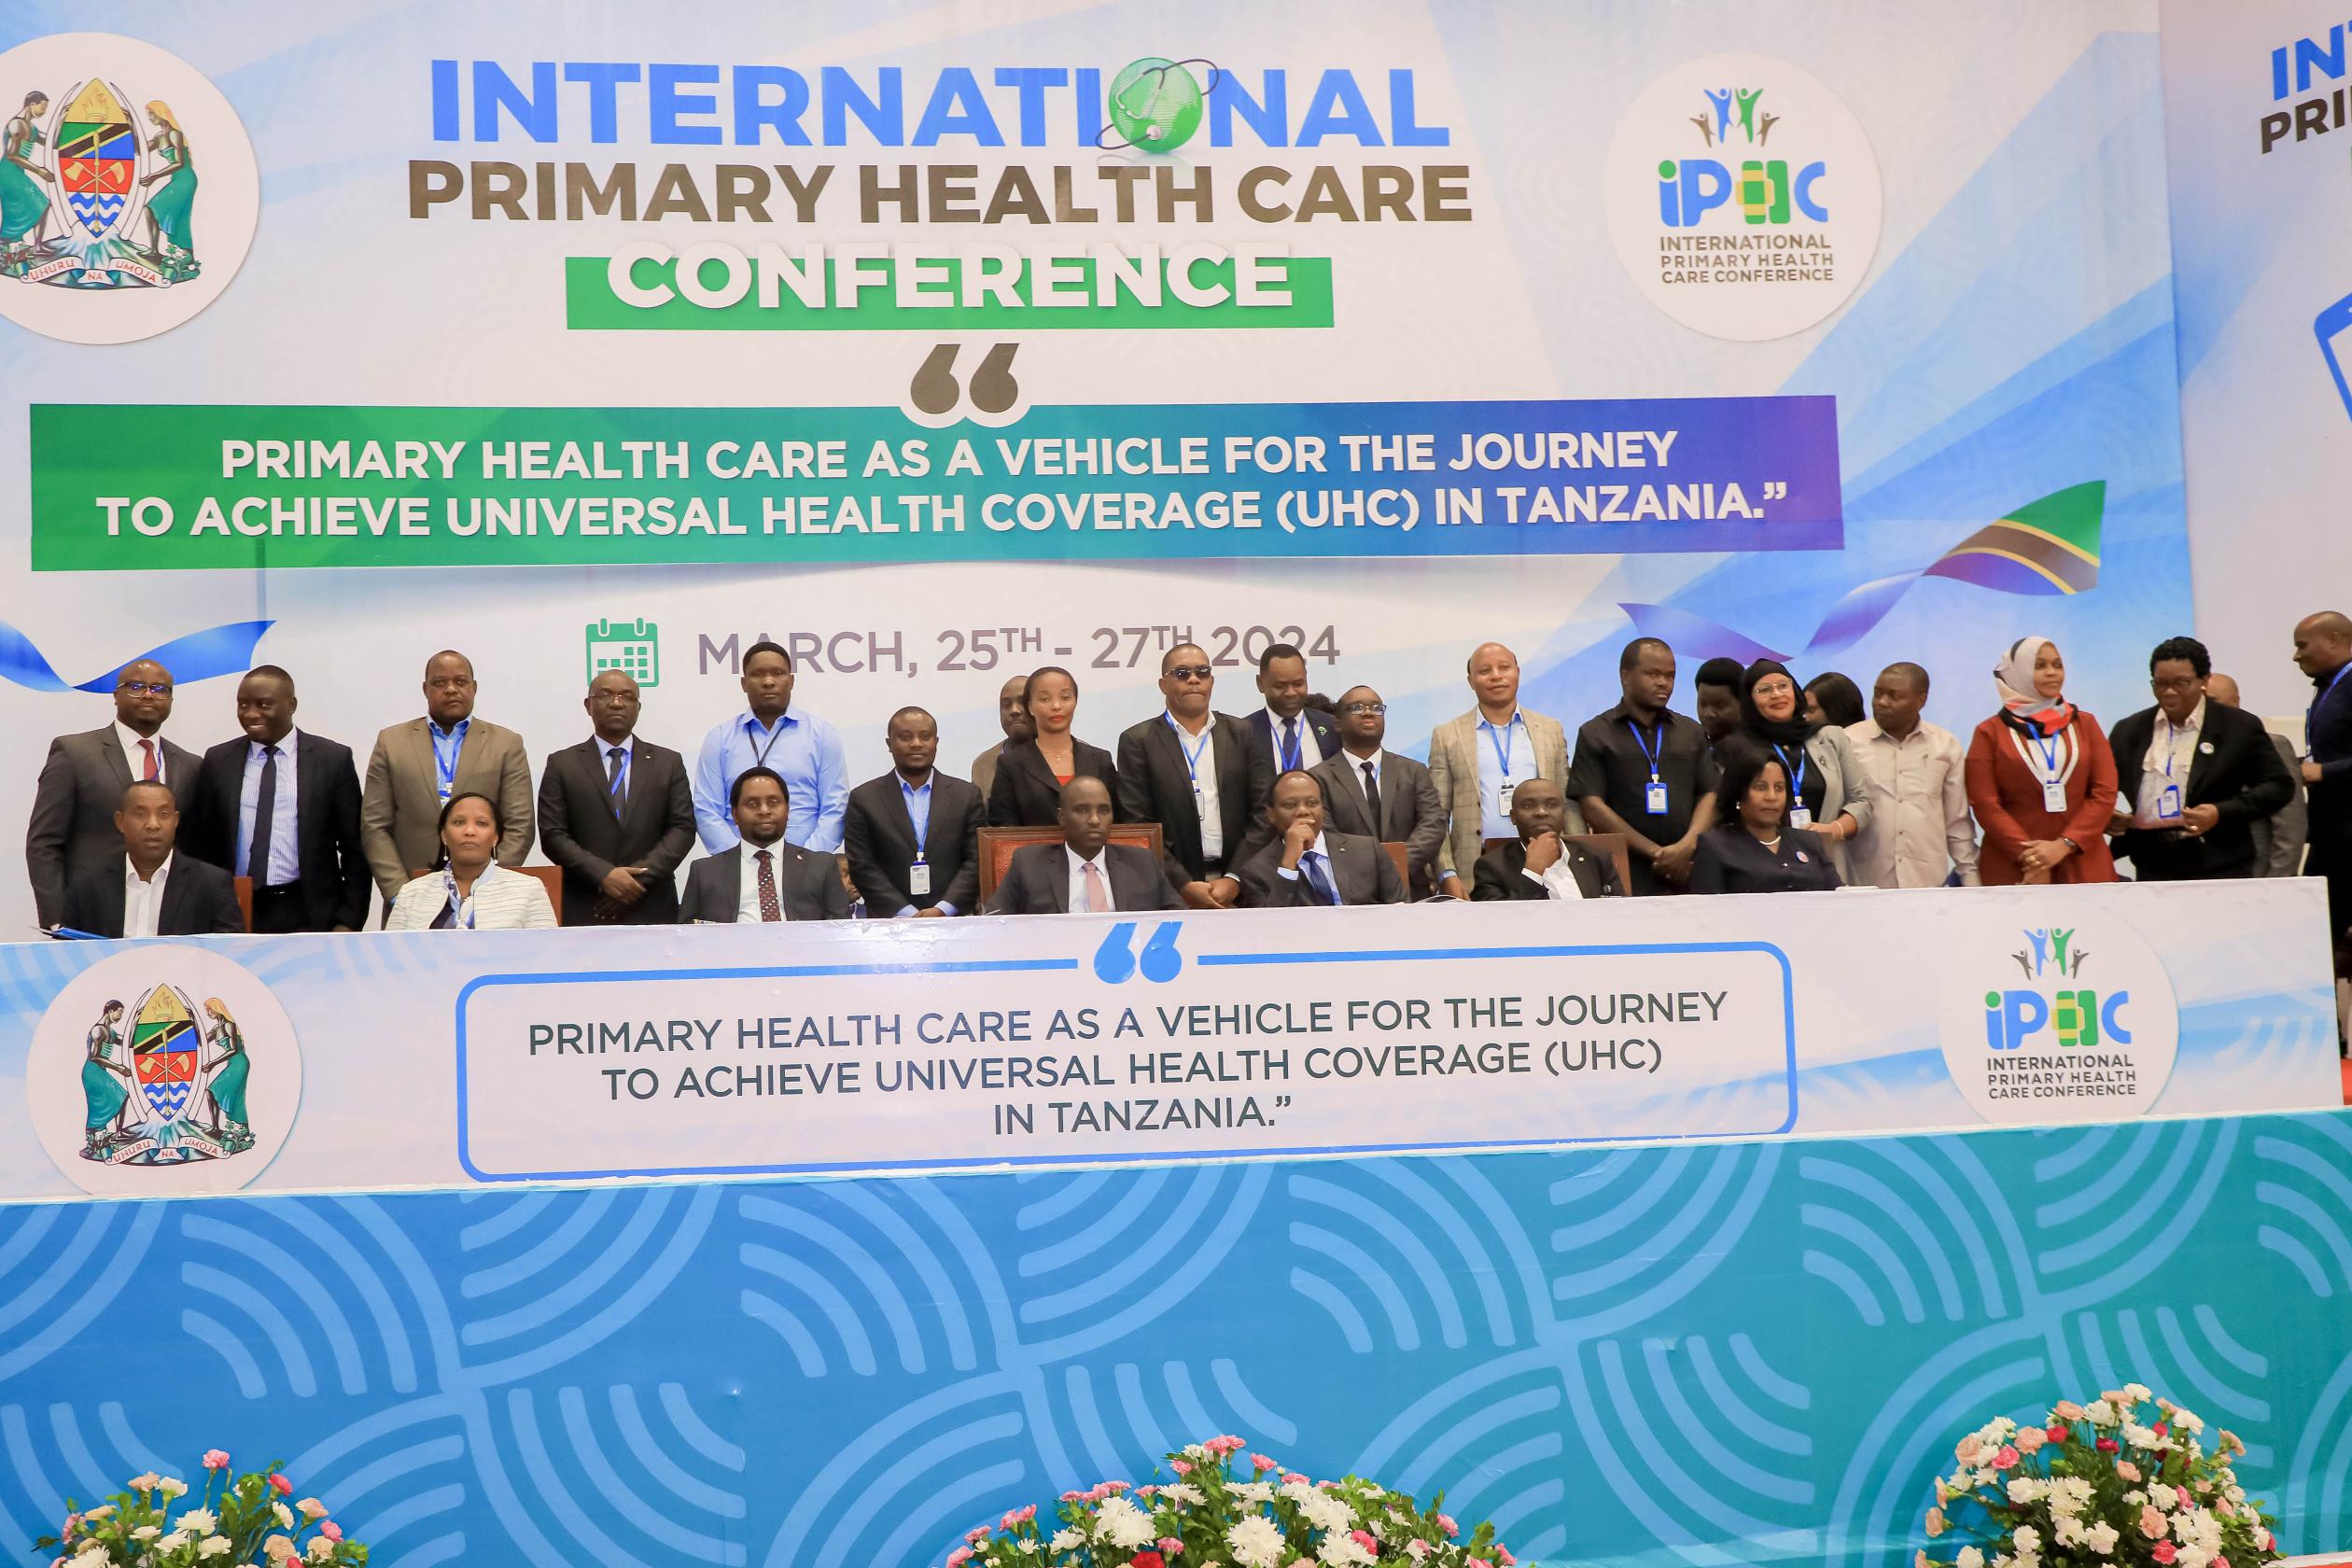 INTERNATIONAL
PRIMARY HEALTH CARE
CONFERENCE
UHURU NA UMOJA
iPHC
INTERNATIONAL
PRIMARY HEALTH
CARE CONFERENCE
IN
PRI
“
PRIMARY HEALTH CARE AS A VEHICLE FOR THE JOURNEY
TO ACHIEVE UNIVERSAL HEALTH COVERAGE (UHC) IN TANZANIA.”
MARCH, 25TH - 27TH 2024
“
PRIMARY HEALTH CARE AS A VEHICLE FOR THE JOURNEY
TO ACHIEVE UNIVERSAL HEALTH COVERAGE (UHC)
IN TANZANIA.”
UHURU NA UMOJA
iPHC
INTERNATIONAL
PRIMARY HEALTH
CARE CONFERENCE